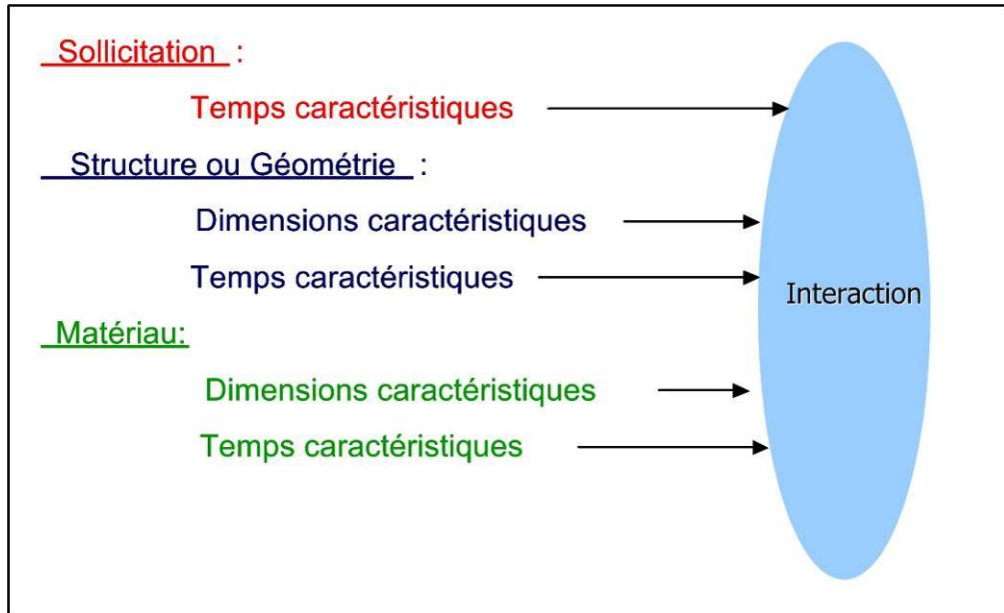 Sollicitation :
Temps caractéristiques
Structure ou Géométrie :
Dimensions caractéristiques
Temps caractéristiques
Interaction
Matériau:
Dimensions caractéristiques
Temps caractéristiques